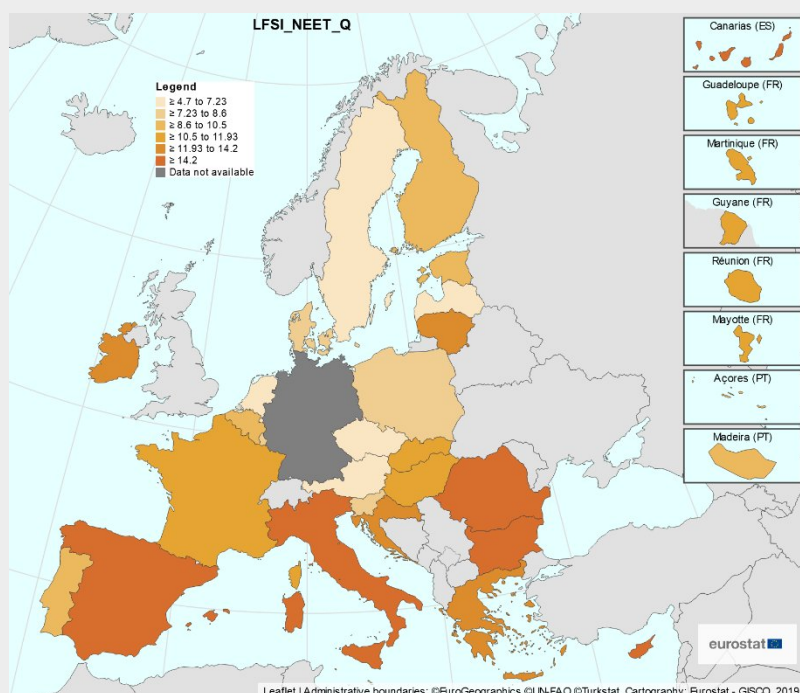 LFSI_NEET_Q
Legend
≥ 4.7 to 7.23
≥ 7.23 to 8.6
≥ 8.6 to 10.5
≥ 10.5 to 11.93
≥ 11.93 to 14.2
≥ 14.2
Data not available
Canarias (ES)
Guadeloupe (FR)
Martinique (FR)
Guyane (FR)
Réunion (FR)
Mayotte (FR)
Açores (PT)
Madeira (PT)
eurostat
Leaflet | Administrative boundaries: ©EuroGeographics ©UN-FAO ©Turkstat, Cartography: Eurostat - GISCO, 2019